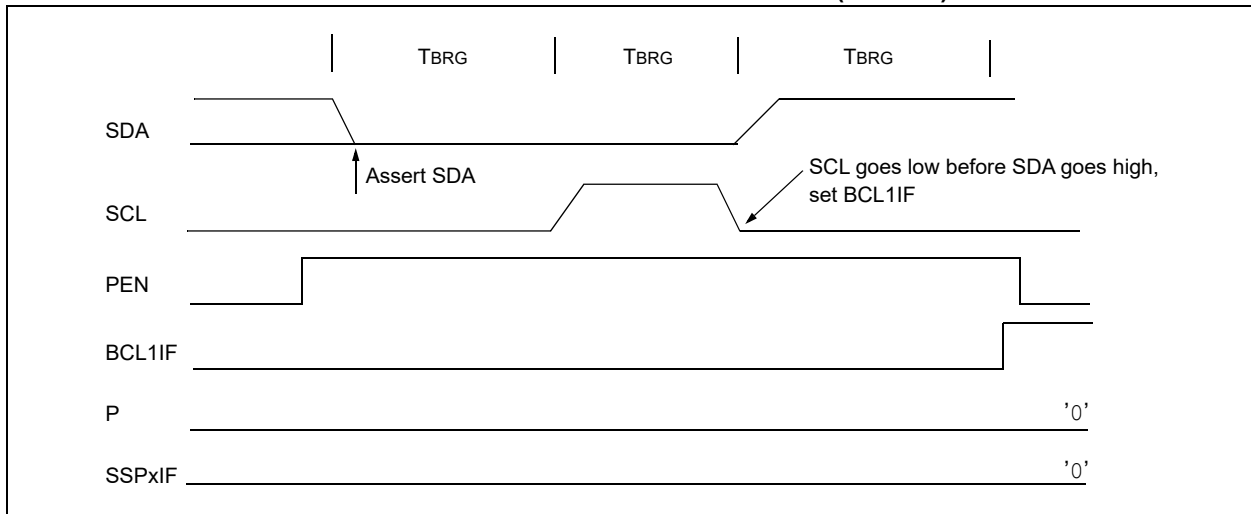 TBRG TBRG TBRG
SDA
Assert SDA
SCL goes low before SDA goes high,
set BCL1IF
SCL
PEN
BCL1IF
P '0'
SSPxIF '0'